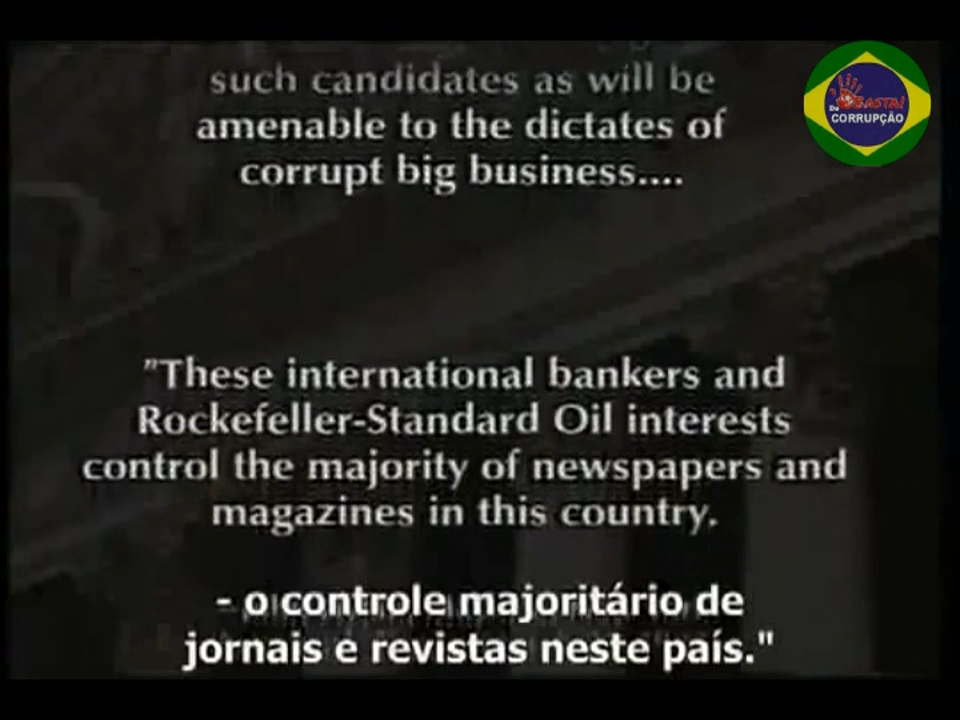 such candidates as will be
amenable to the dictates of
corrupt big business....
"These international bankers and
Rockefeller-Standard Oil interests
control the majority of newspapers and
magazines in this country.
- o controle majoritário de
jornais e revistas neste país."
BASTA!
De
CORRUPÇÃO